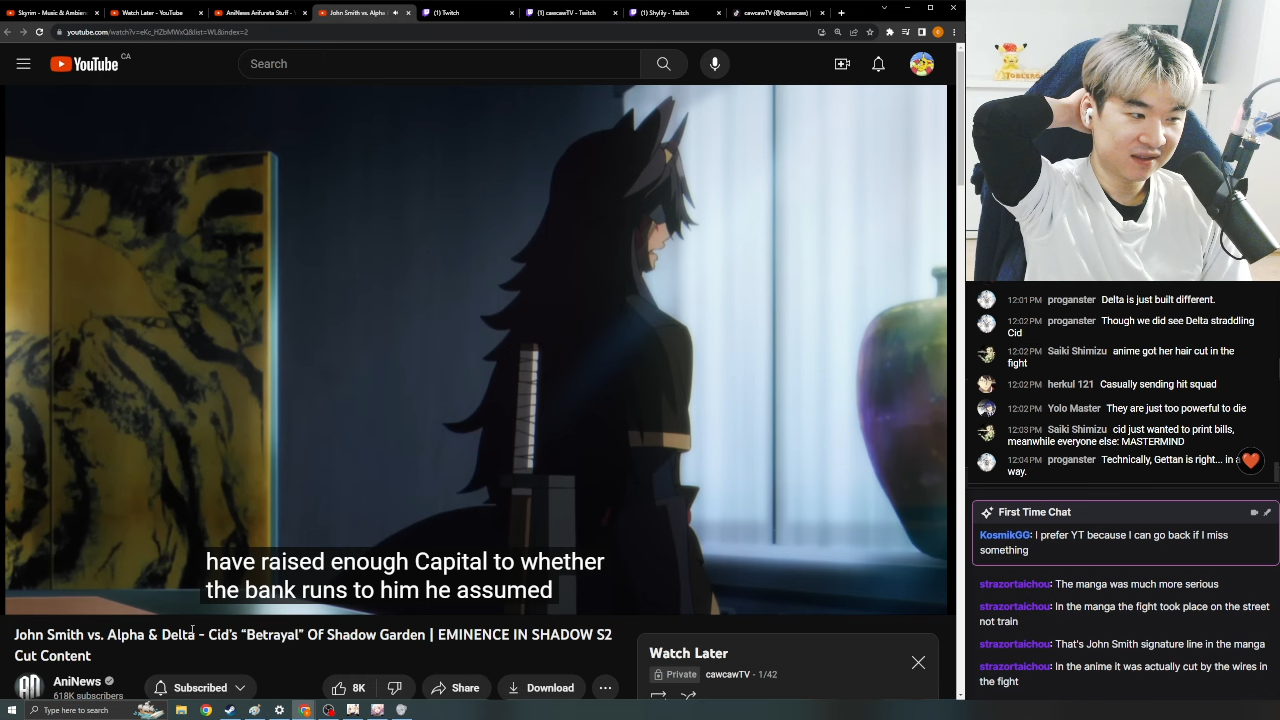 Skyrim - Music & Ambien
Watch Later - YouTube
AniNews Arifureta Stuff -
John Smith vs. Alpha
(1) Twitch
(1) cawcawTV - Twitch
(1) Shylily - Twitch
cawcawTV (@tvcawcaw) |
youtube.com/watch?v=eKc_HZbMWxQ&list=WL&index=2
YouTube CA
Search
have raised enough Capital to whether
the bank runs to him he assumed
John Smith vs. Alpha & Delta - Cid's “Betrayal” OF Shadow Garden | EMINENCE IN SHADOW S2
Cut Content
AniNews
618K subscribers
Subscribed
8K
Share
Download
Watch Later
Private cawcawTV - 1/42
Type here to search
TOBLERO
12:01 PM proganster Delta is just built different.
12:02 PM proganster Though we did see Delta straddling
Cid
12:02 PM Saiki Shimizu anime got her hair cut in the
fight
12:02 PM herkul 121 Casually sending hit squad
12:02 PM Yolo Master They are just too powerful to die
12:03 PM Saiki Shimizu cid just wanted to print bills,
meanwhile everyone else: MASTERMIND
12:04 PM proganster Technically, Gettan is right... in a
way.
First Time Chat
KosmikGG: I prefer YT because I can go back if I miss
something
strazortaichou: The manga was much more serious
strazortaichou: In the manga the fight took place on the street
not train
strazortaichou: That's John Smith signature line in the manga
strazortaichou: In the anime it was actually cut by the wires in
the fight